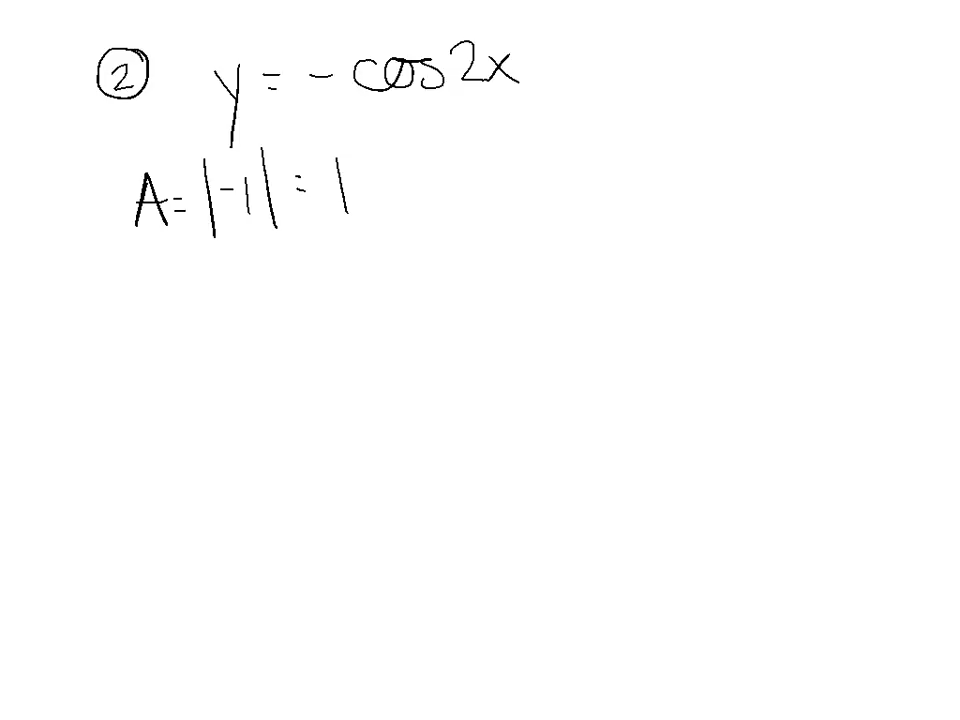 ② y = - cos2x
A = |-1| = 1